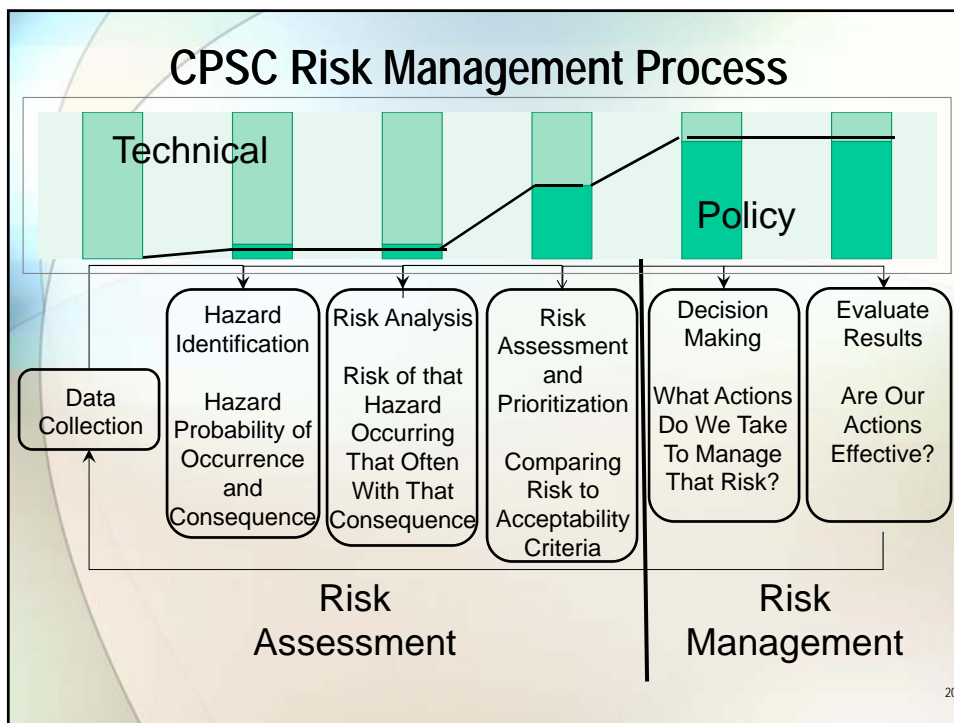 CPSC Risk Management Process
Technical
Policy
Data
Collection
Hazard
Identification
Hazard
Probability of
Occurrence
and
Consequence
Risk Analysis
Risk of that
Hazard
Occurring
That Often
With That
Consequence
Risk
Assessment
and
Prioritization
Comparing
Risk to
Acceptability
Criteria
Decision
Making
What Actions
Do We Take
To Manage
That Risk?
Evaluate
Results
Are Our
Actions
Effective?
Risk
Assessment
Risk
Management
20